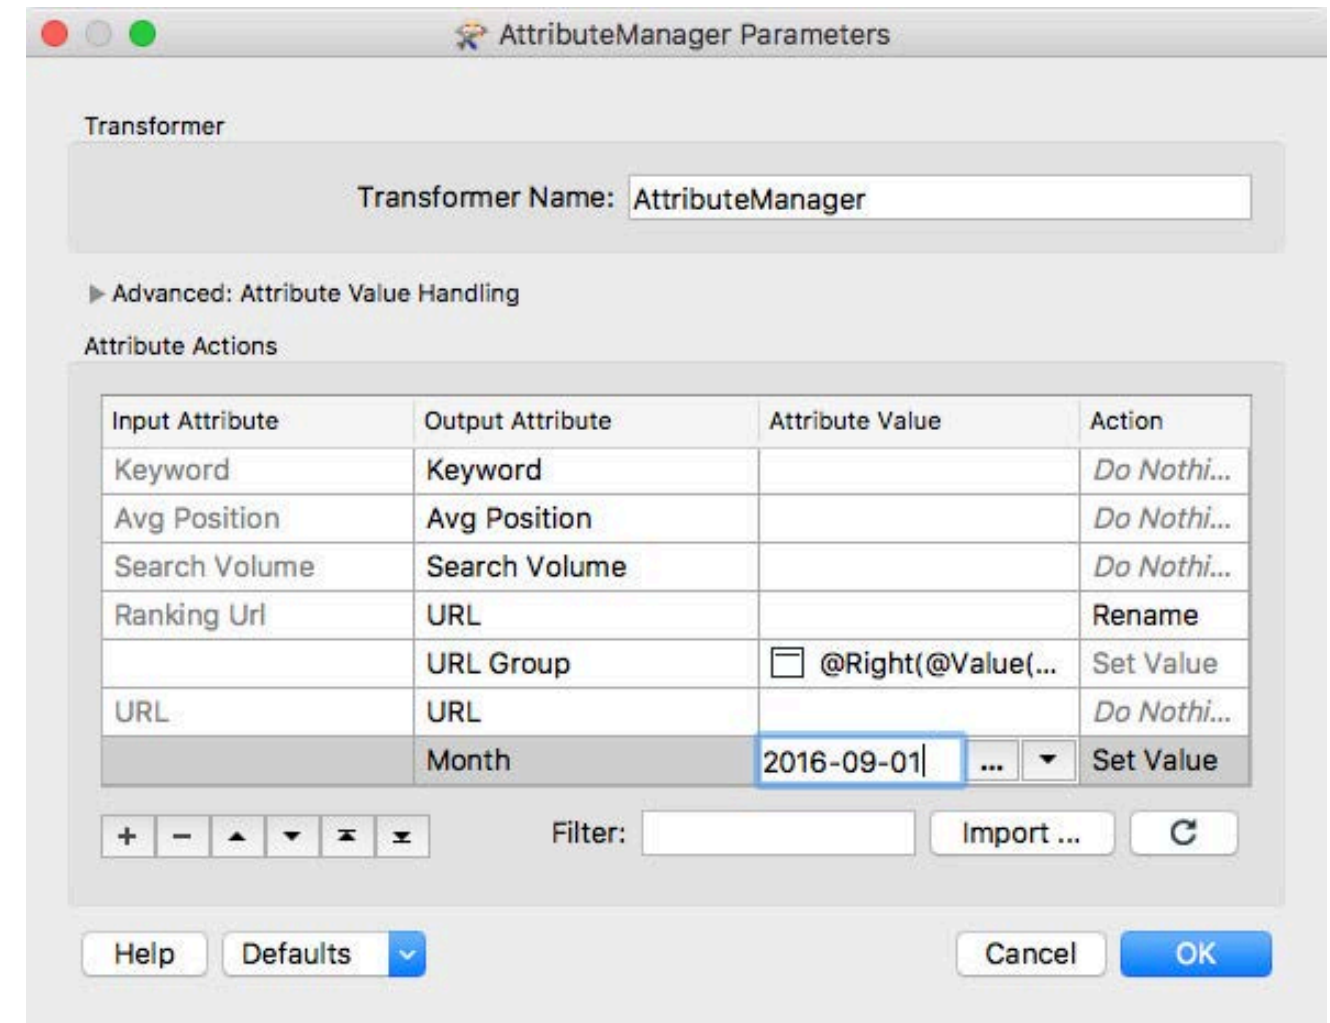 AttributeManager Parameters
Transformer
Transformer Name: AttributeManager
Advanced: Attribute Value Handling
Attribute Actions
Input Attribute Output Attribute Attribute Value Action
Keyword Keyword Do Nothi...
Avg Position Avg Position Do Nothi...
Search Volume Search Volume Do Nothi...
Ranking Url URL Rename
URL Group @Right(@Value(... Set Value
URL URL Do Nothi...
Month 2016-09-01 ... Set Value
Filter: Import ...
Help Defaults Cancel OK